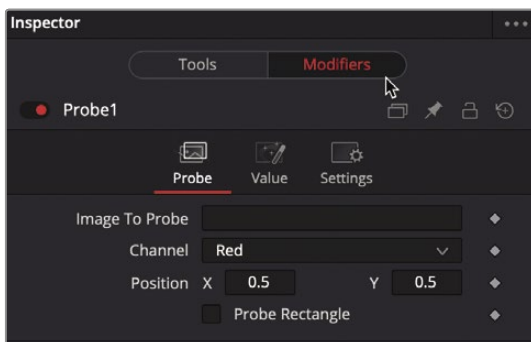 Inspector
Tools Modifiers
Probe1
Probe Value Settings
Image To Probe
Channel Red
Position X 0.5 Y 0.5
Probe Rectangle